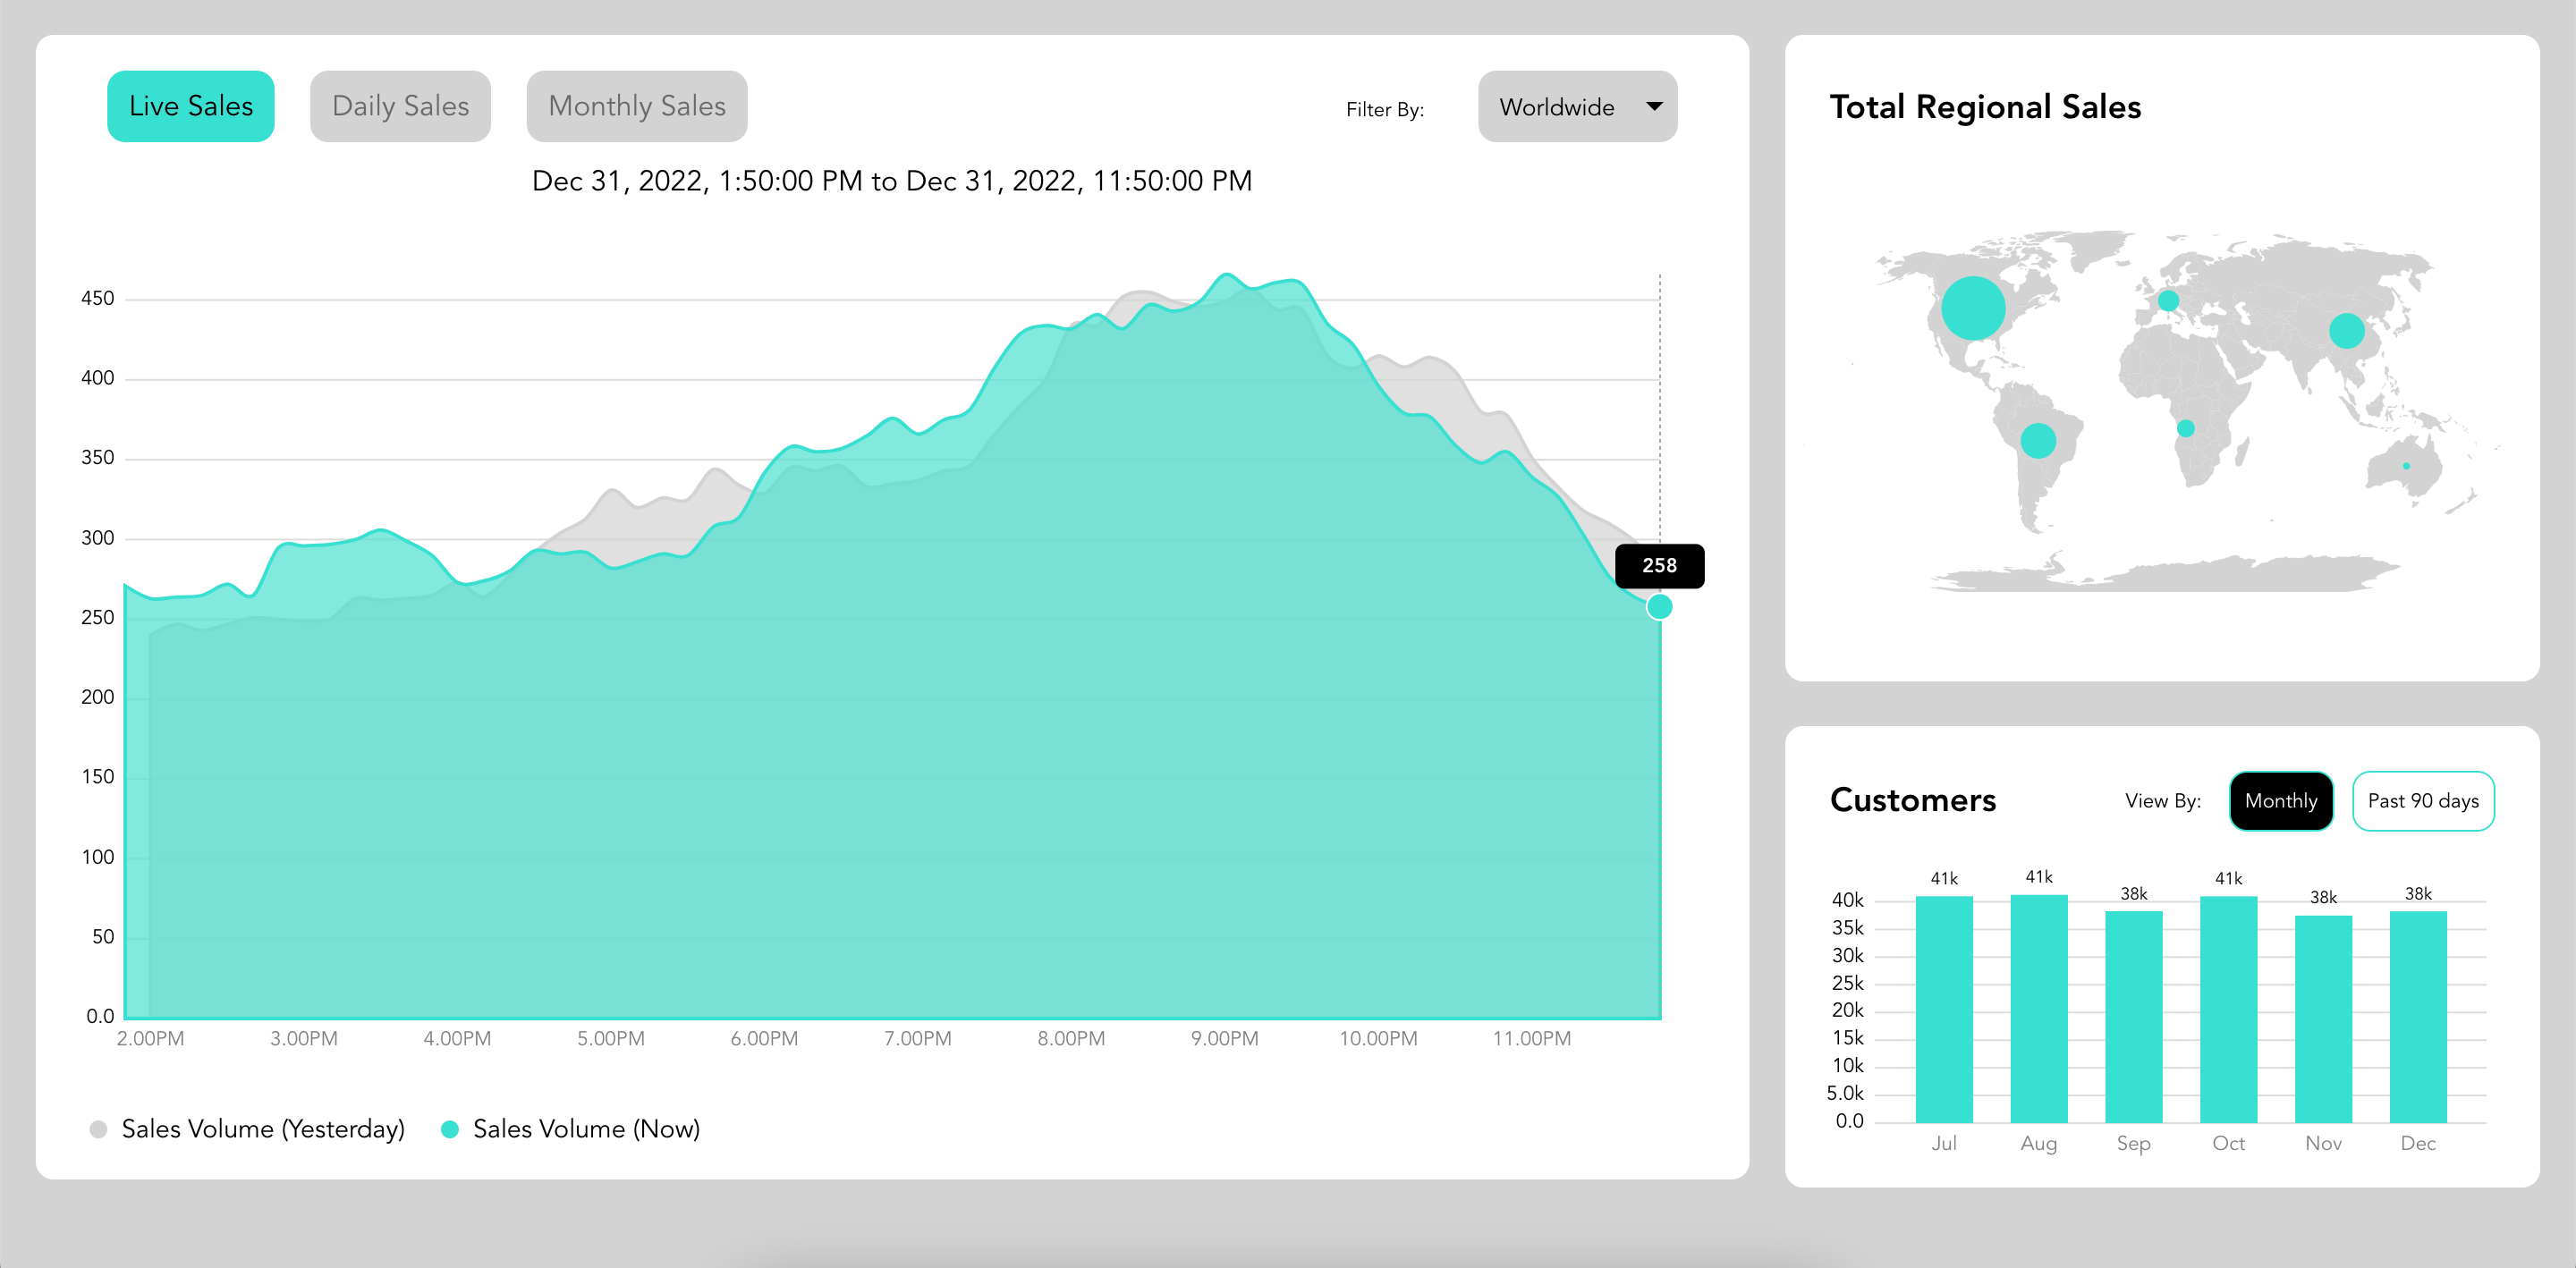 Live Sales
Daily Sales
Monthly Sales
Filter By:
Worldwide
Dec 31, 2022, 1:50:00 PM to Dec 31, 2022, 11:50:00 PM
450
400
350
300
250
200
150
100
50
0.0
258
2.00PM 3.00PM 4.00PM 5.00PM 6.00PM 7.00PM 8.00PM 9.00PM 10.00PM 11.00PM
Sales Volume (Yesterday)
Sales Volume (Now)
Total Regional Sales
Customers
View By:
Monthly
Past 90 days
41k 41k 38k 41k 38k 38k
40k
35k
30k
25k
20k
15k
10k
5.0k
0.0
Jul Aug Sep Oct Nov Dec